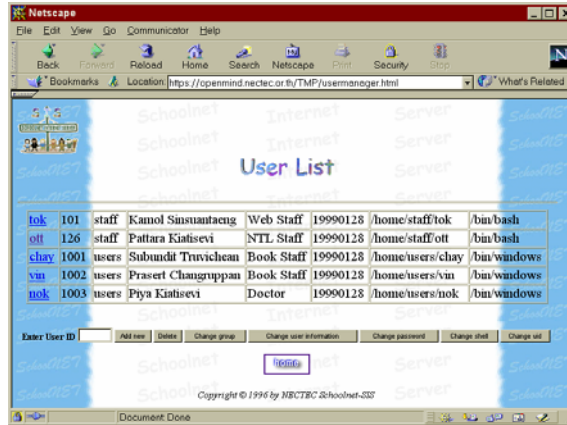 Netscape
File Edit View Go Communicator Help
Back Forward Reload Home Search Netscape Print Security Stop
Bookmarks Location: https://openmind.nectec.or.th/TMP/usermanager.html What's Related
Schoolnet Internet Server
User List
tok 101 staff Kamol Sinsuantaeng Web Staff 19990128 /home/staff/tok /bin/bash
ott 126 staff Pattara Kiatisevi NTL Staff 19990128 /home/staff/ott /bin/bash
chay 1001 users Subundit Truvichean Book Staff 19990128 /home/users/chay /bin/windows
vin 1002 users Prasert Changruppan Book Staff 19990128 /home/users/vin /bin/windows
nok 1003 users Piya Kiatisevi Doctor 19990128 /home/users/nok /bin/windows
Enter User ID Add new Delete Change group Change user information Change password Change shell Change uid
home
Copyright © 1996 by NECTEC Schoolnet-SIS
Document: Done